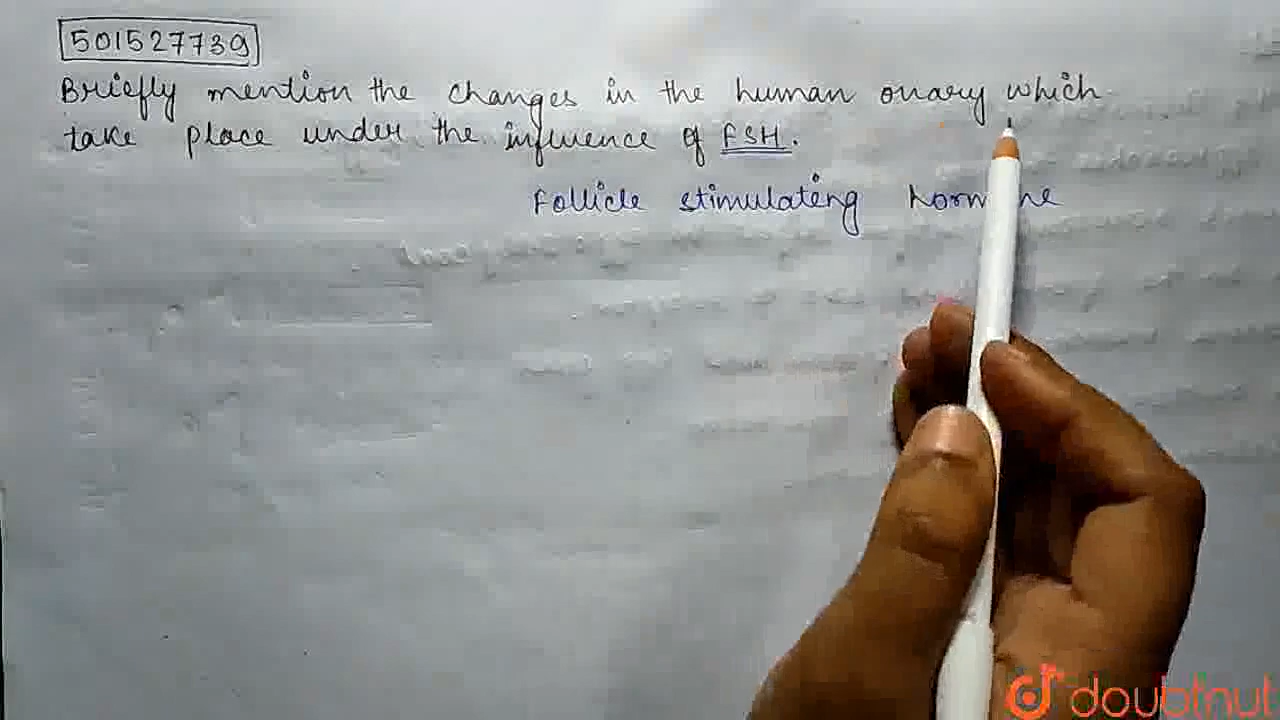 501527739
Briefly mention the changes in the human ovary which
take place under the influence of FSH.
Follicle stimulating hormone
doubtnut